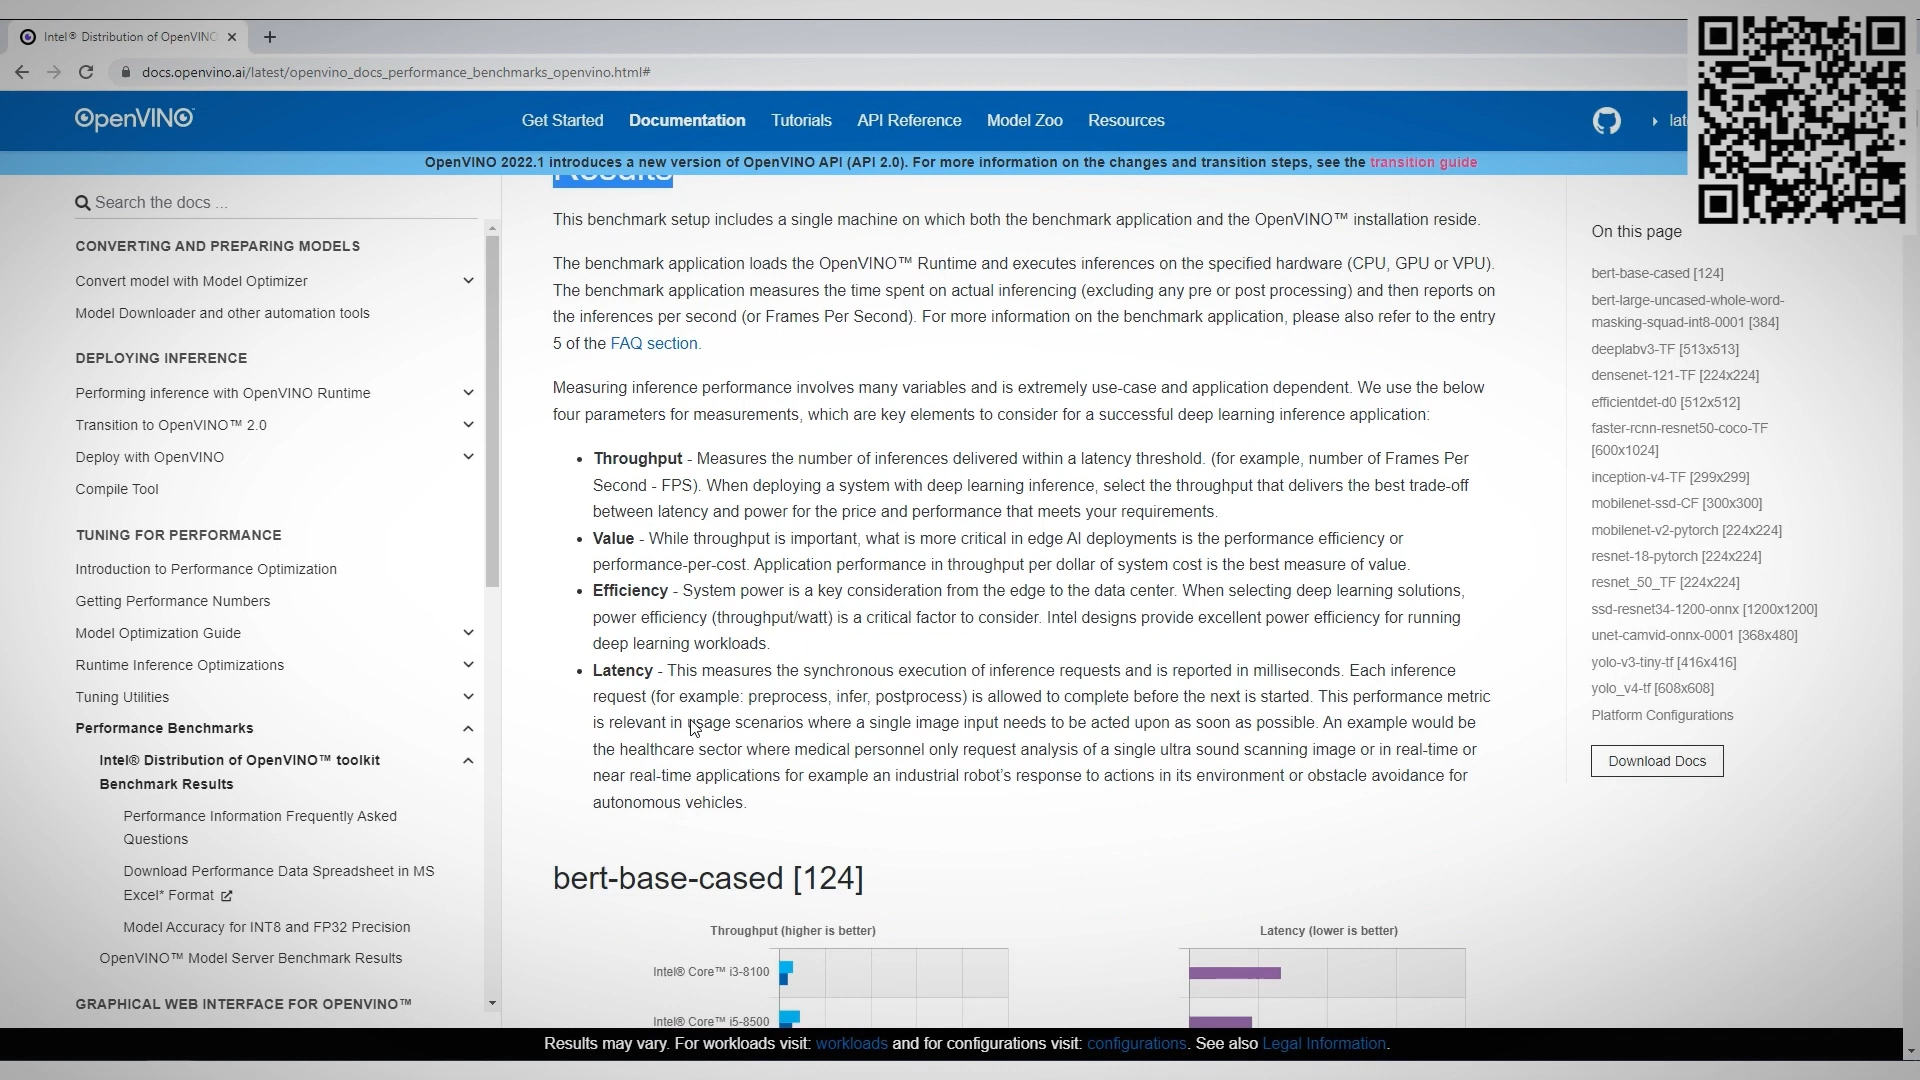 Intel® Distribution of OpenVINO
docs.openvino.ai/latest/openvino_docs_performance_benchmarks_openvino.html#
OpenVINO™
Get Started
Documentation
Tutorials
API Reference
Model Zoo
Resources
OpenVINO 2022.1 introduces a new version of OpenVINO API (API 2.0). For more information on the changes and transition steps, see the transition guide
Search the docs ...
CONVERTING AND PREPARING MODELS
Convert model with Model Optimizer
Model Downloader and other automation tools
DEPLOYING INFERENCE
Performing inference with OpenVINO Runtime
Transition to OpenVINO™ 2.0
Deploy with OpenVINO
Compile Tool
TUNING FOR PERFORMANCE
Introduction to Performance Optimization
Getting Performance Numbers
Model Optimization Guide
Runtime Inference Optimizations
Tuning Utilities
Performance Benchmarks
Intel® Distribution of OpenVINO™ toolkit
Benchmark Results
Performance Information Frequently Asked
Questions
Download Performance Data Spreadsheet in MS
Excel* Format
Model Accuracy for INT8 and FP32 Precision
OpenVINO™ Model Server Benchmark Results
GRAPHICAL WEB INTERFACE FOR OPENVINO™
Results
This benchmark setup includes a single machine on which both the benchmark application and the OpenVINO™ installation reside.
The benchmark application loads the OpenVINO™ Runtime and executes inferences on the specified hardware (CPU, GPU or VPU).
The benchmark application measures the time spent on actual inferencing (excluding any pre or post processing) and then reports on
the inferences per second (or Frames Per Second). For more information on the benchmark application, please also refer to the entry
5 of the FAQ section.
Measuring inference performance involves many variables and is extremely use-case and application dependent. We use the below
four parameters for measurements, which are key elements to consider for a successful deep learning inference application:
• Throughput - Measures the number of inferences delivered within a latency threshold. (for example, number of Frames Per
Second - FPS). When deploying a system with deep learning inference, select the throughput that delivers the best trade-off
between latency and power for the price and performance that meets your requirements.
• Value - While throughput is important, what is more critical in edge AI deployments is the performance efficiency or
performance-per-cost. Application performance in throughput per dollar of system cost is the best measure of value.
• Efficiency - System power is a key consideration from the edge to the data center. When selecting deep learning solutions,
power efficiency (throughput/watt) is a critical factor to consider. Intel designs provide excellent power efficiency for running
deep learning workloads.
• Latency - This measures the synchronous execution of inference requests and is reported in milliseconds. Each inference
request (for example: preprocess, infer, postprocess) is allowed to complete before the next is started. This performance metric
is relevant in usage scenarios where a single image input needs to be acted upon as soon as possible. An example would be
the healthcare sector where medical personnel only request analysis of a single ultra sound scanning image or in real-time or
near real-time applications for example an industrial robot's response to actions in its environment or obstacle avoidance for
autonomous vehicles.
bert-base-cased [124]
Throughput (higher is better)
Latency (lower is better)
Intel® Core™ i3-8100
Intel® Core™ i5-8500
On this page
bert-base-cased [124]
bert-large-uncased-whole-word-
masking-squad-int8-0001 [384]
deeplabv3-TF [513x513]
densenet-121-TF [224x224]
efficientdet-d0 [512x512]
faster-rcnn-resnet50-coco-TF
[600x1024]
inception-v4-TF [299x299]
mobilenet-ssd-CF [300x300]
mobilenet-v2-pytorch [224x224]
resnet-18-pytorch [224x224]
resnet_50_TF [224x224]
ssd-resnet34-1200-onnx [1200x1200]
unet-camvid-onnx-0001 [368x480]
yolo-v3-tiny-tf [416x416]
yolo_v4-tf [608x608]
Platform Configurations
Download Docs
Results may vary. For workloads visit: workloads and for configurations visit: configurations. See also Legal Information.